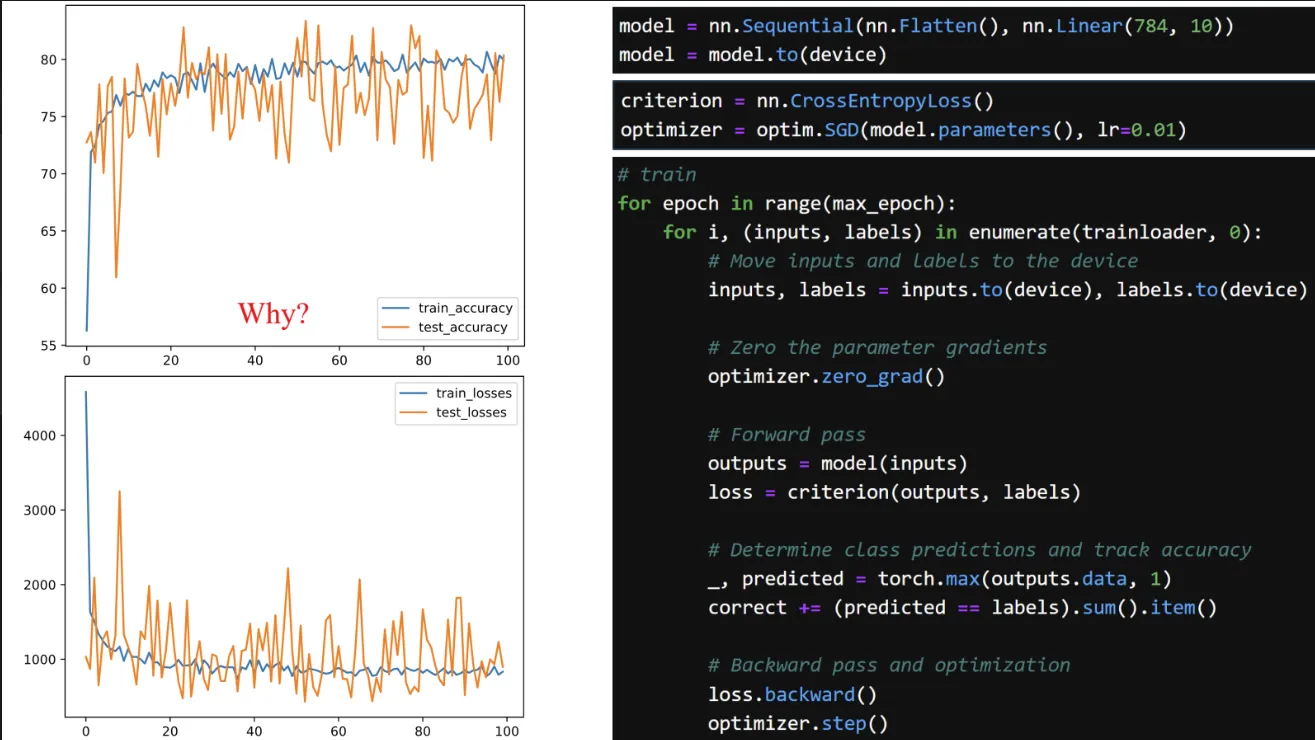 80
75
70
65
60
55
0 20 40 60 80 100
Why?
train_accuracy
test_accuracy
train_losses
test_losses
4000
3000
2000
1000
0 20 40 60 80 100
model = nn.Sequential(nn.Flatten(), nn.Linear(784, 10))
model = model.to(device)
criterion = nn.CrossEntropyLoss()
optimizer = optim.SGD(model.parameters(), lr=0.01)
# train
for epoch in range(max_epoch):
    for i, (inputs, labels) in enumerate(trainloader, 0):
        # Move inputs and labels to the device
        inputs, labels = inputs.to(device), labels.to(device)
        # Zero the parameter gradients
        optimizer.zero_grad()
        # Forward pass
        outputs = model(inputs)
        loss = criterion(outputs, labels)
        # Determine class predictions and track accuracy
        _, predicted = torch.max(outputs.data, 1)
        correct += (predicted == labels).sum().item()
        # Backward pass and optimization
        loss.backward()
        optimizer.step()